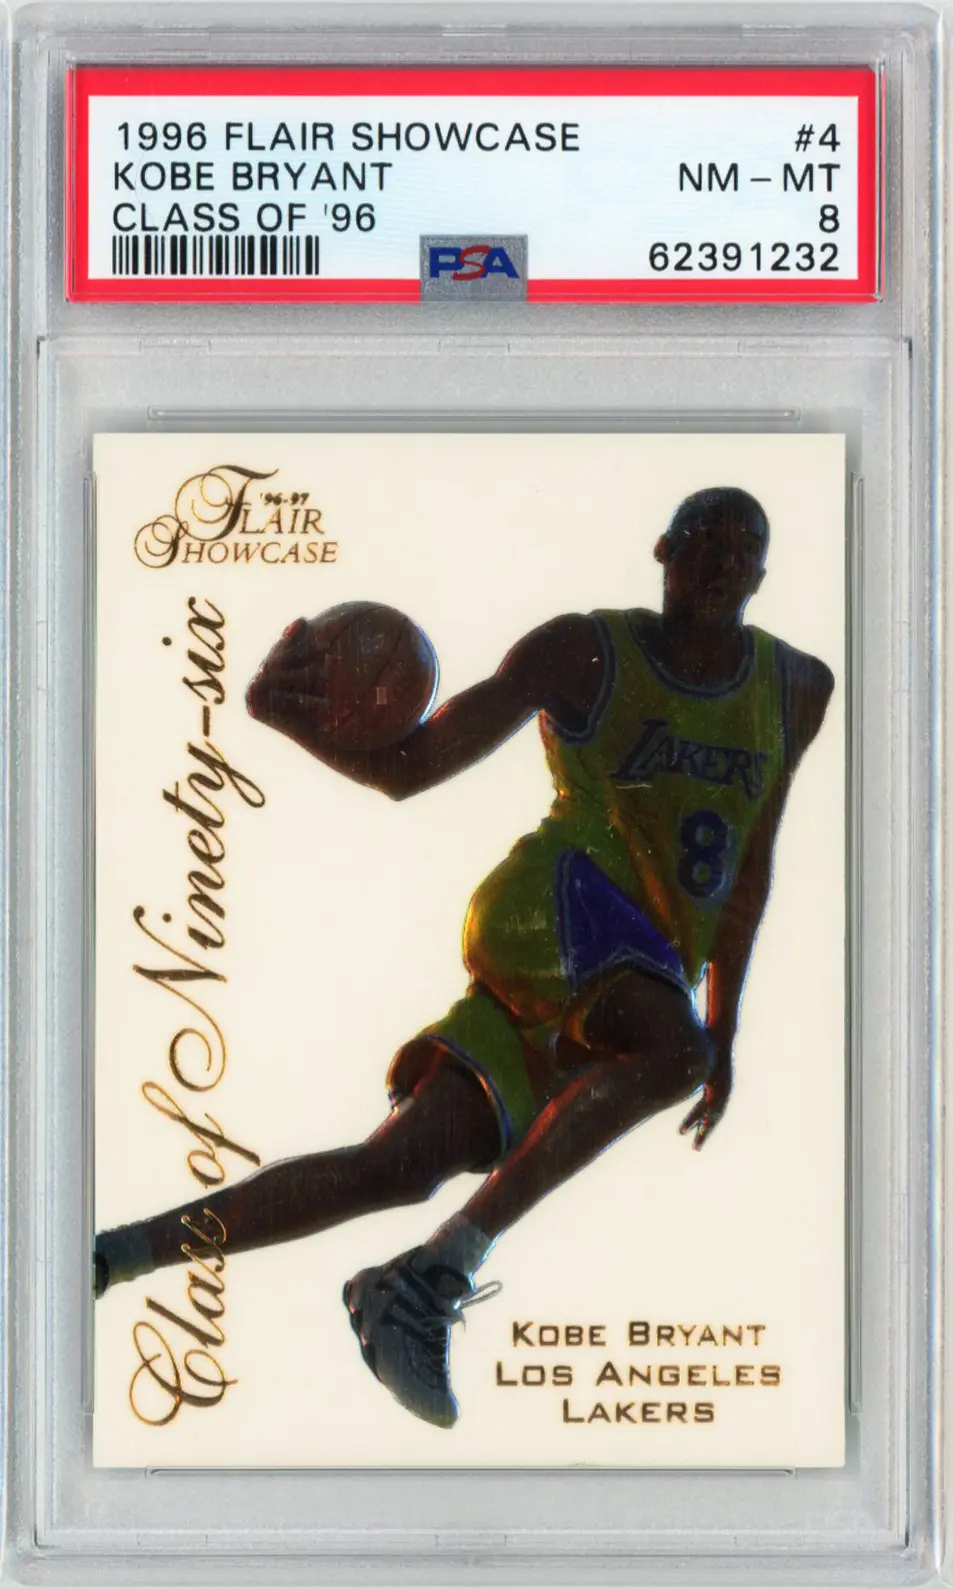 1996 FLAIR SHOWCASE #4
KOBE BRYANT NM - MT
CLASS OF '96 8
62391232
PSA
'96-97
FLAIR
SHOWCASE
Class of Ninety-six
LAKERS
8
KOBE BRYANT
LOS ANGELES
LAKERS